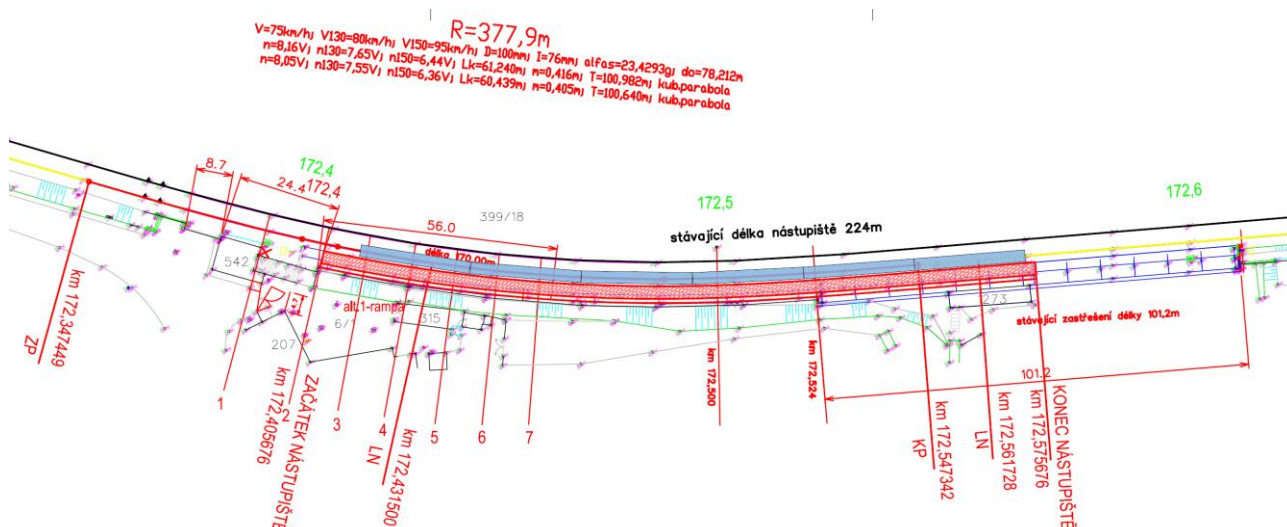 R=377,9m
V=75km/h; V130=80km/h; V150=95km/h; D=100mm; I=76mm; alfas=23,4293g; do=78,212m
n=8,16V; n130=7,65V; n150=6,44V; Lk=61,240m; m=0,416m; T=100,982m; kub.parabola
n=8,05V; n130=7,55V; n150=6,36V; Lk=60,439m; m=0,405m; T=100,640m; kub.parabola
8.7
172,4
24.4
172,4
56.0
399/18
172,5
172,6
stávající délka nástupiště 224m
délka 170,00m
542
alt.1-rampa
6/1
315
207
273
stávající zastřešení délky 101,2m
101.2
ZP
km 172,347449
1
2
ZAČÁTEK NÁSTUPIŠTĚ
km 172,405676
3
4
LN
km 172,431500
5
6
7
km 172,500
km 172,524
KP
km 172,547342
LN
km 172,561728
KONEC NÁSTUPIŠTĚ
km 172,575676